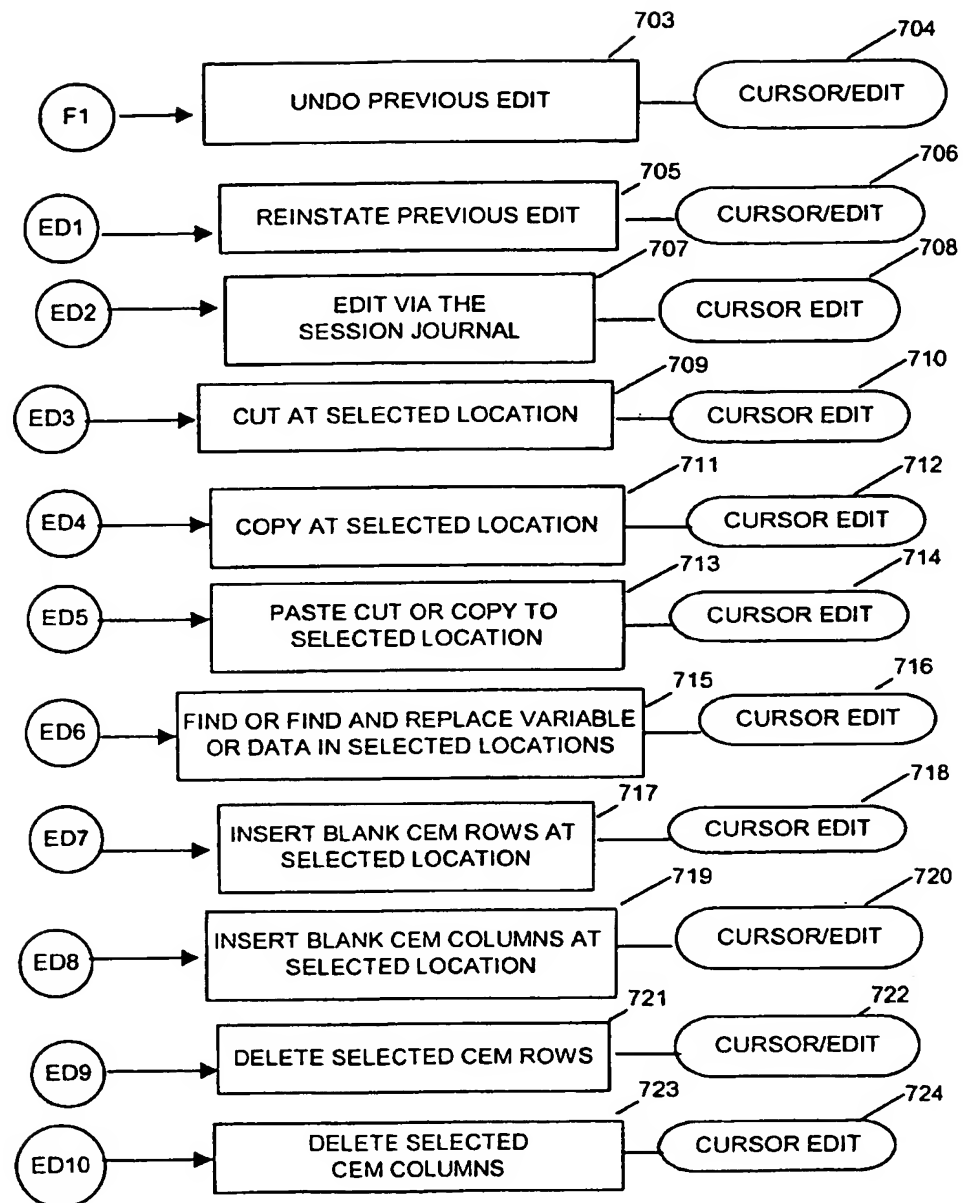 703
704
F1
UNDO PREVIOUS EDIT
CURSOR/EDIT
705
706
ED1
REINSTATE PREVIOUS EDIT
CURSOR/EDIT
707
708
ED2
EDIT VIA THE
SESSION JOURNAL
CURSOR EDIT
709
710
ED3
CUT AT SELECTED LOCATION
CURSOR EDIT
711
712
ED4
COPY AT SELECTED LOCATION
CURSOR EDIT
713
714
ED5
PASTE CUT OR COPY TO
SELECTED LOCATION
CURSOR EDIT
715
716
ED6
FIND OR FIND AND REPLACE VARIABLE
OR DATA IN SELECTED LOCATIONS
CURSOR EDIT
717
718
ED7
INSERT BLANK CEM ROWS AT
SELECTED LOCATION
CURSOR EDIT
719
720
ED8
INSERT BLANK CEM COLUMNS AT
SELECTED LOCATION
CURSOR/EDIT
721
722
ED9
DELETE SELECTED CEM ROWS
CURSOR/EDIT
723
724
ED10
DELETE SELECTED
CEM COLUMNS
CURSOR EDIT